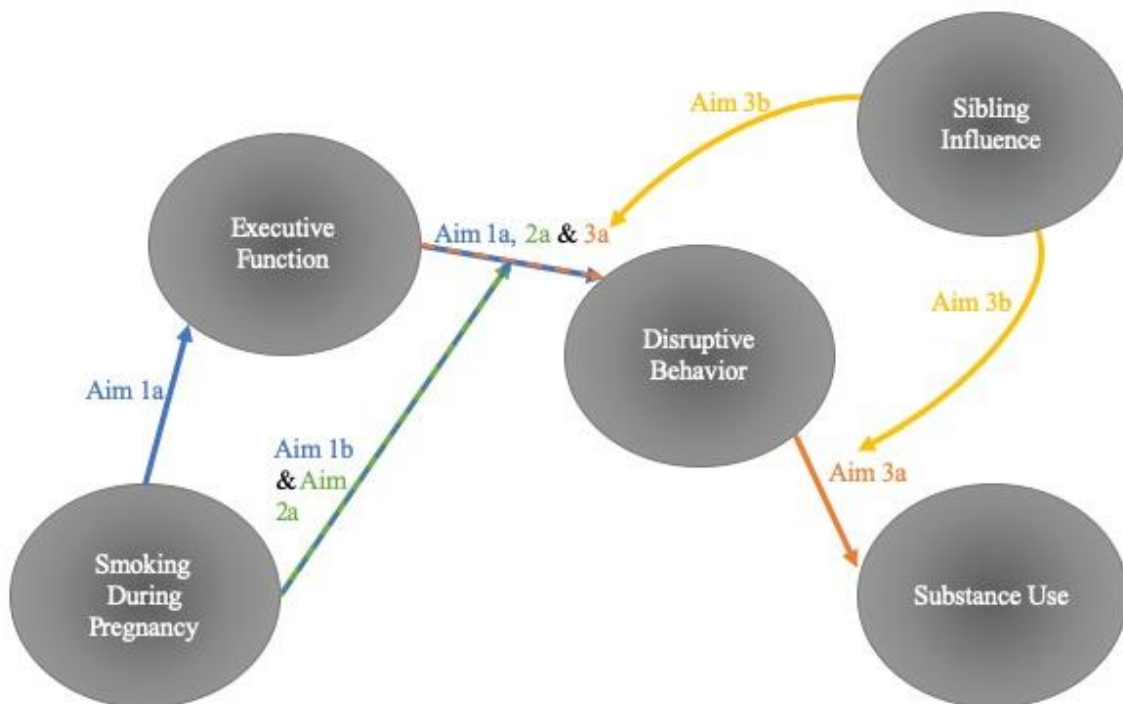 Aim 3b
Sibling
Influence
Executive
Function
Aim 1a, 2a & 3a
Aim 3b
Disruptive
Behavior
Aim 1a
Aim 1b
& Aim
2a
Aim 3a
Smoking
During
Pregnancy
Substance Use